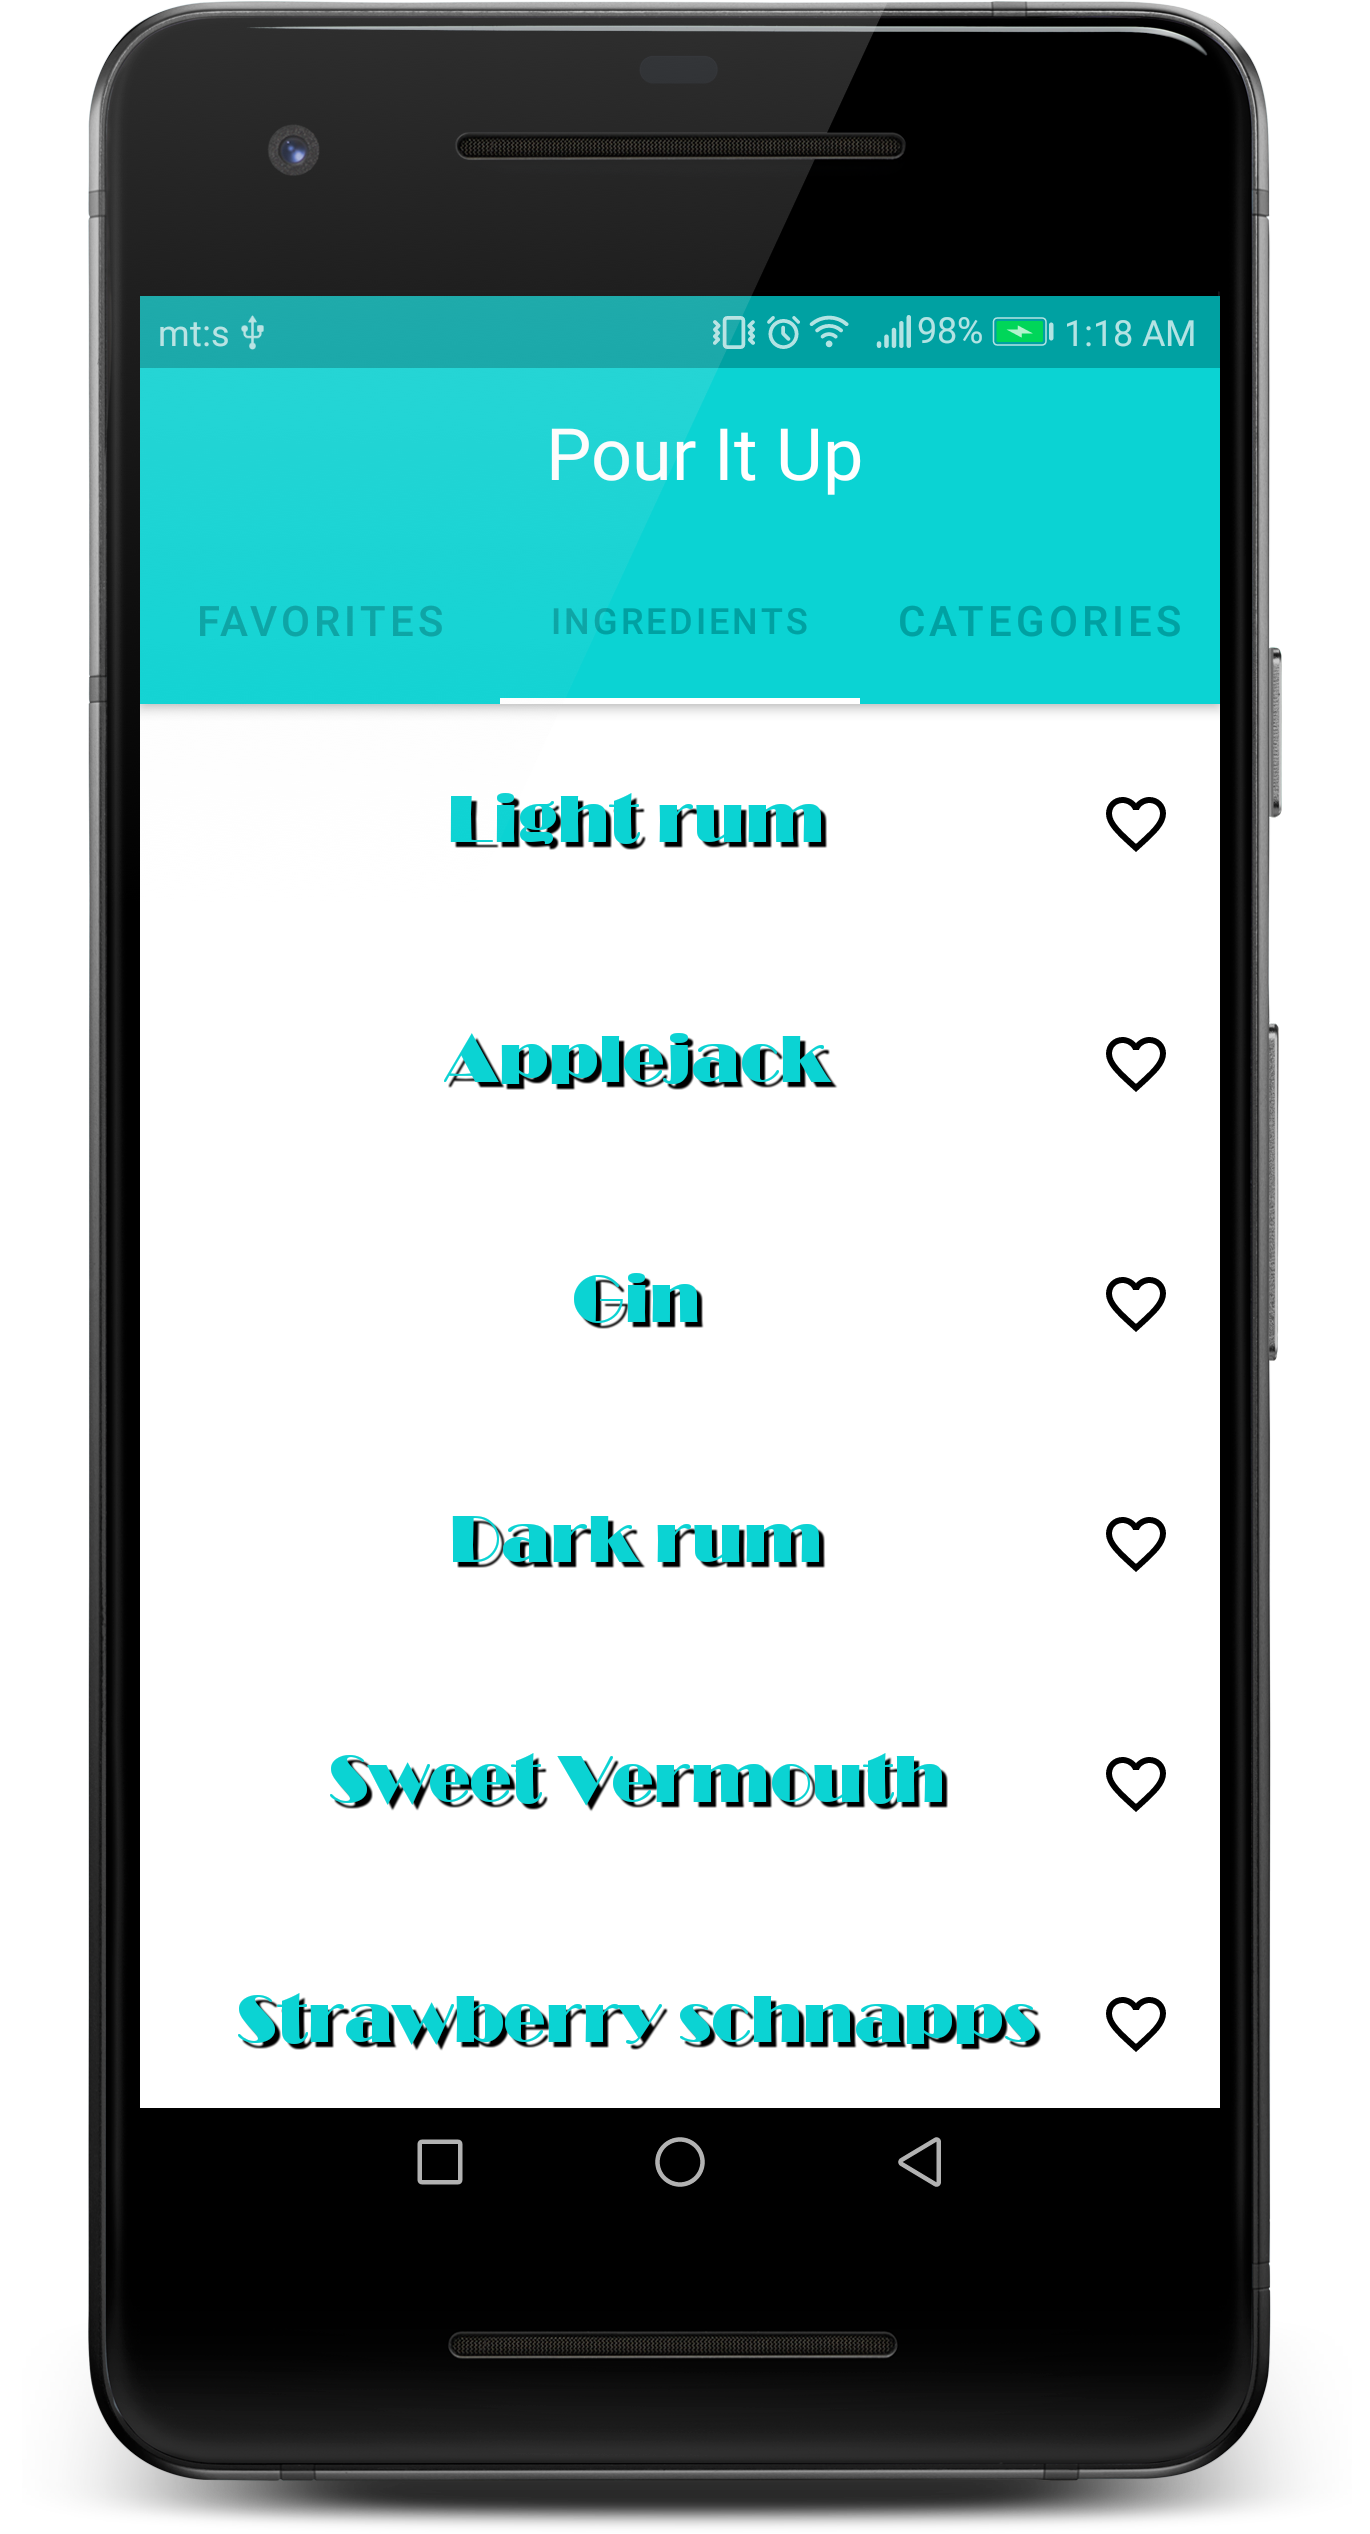 mt:s 98% 1:18 AM
Pour It Up
FAVORITES INGREDIENTS CATEGORIES
Light rum
Applejack
Gin
Dark rum
Sweet Vermouth
Strawberry schnapps